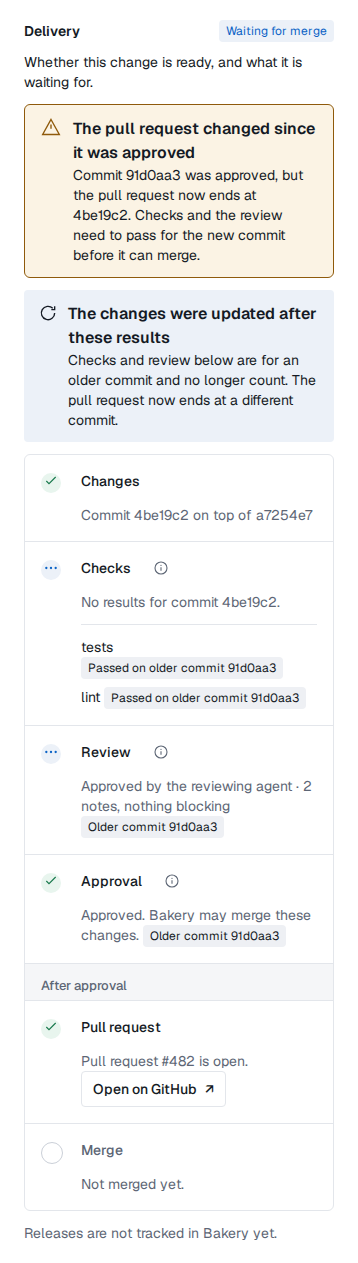 Delivery
Waiting for merge
Whether this change is ready, and what it is
waiting for.
The pull request changed since
it was approved
Commit 91d0aa3 was approved, but
the pull request now ends at
4be19c2. Checks and the review
need to pass for the new commit
before it can merge.
The changes were updated after
these results
Checks and review below are for an
older commit and no longer count. The
pull request now ends at a different
commit.
Changes
Commit 4be19c2 on top of a7254e7
Checks
No results for commit 4be19c2.
tests
Passed on older commit 91d0aa3
lint Passed on older commit 91d0aa3
Review
Approved by the reviewing agent · 2
notes, nothing blocking
Older commit 91d0aa3
Approval
Approved. Bakery may merge these
changes. Older commit 91d0aa3
After approval
Pull request
Pull request #482 is open.
Open on GitHub
Merge
Not merged yet.
Releases are not tracked in Bakery yet.